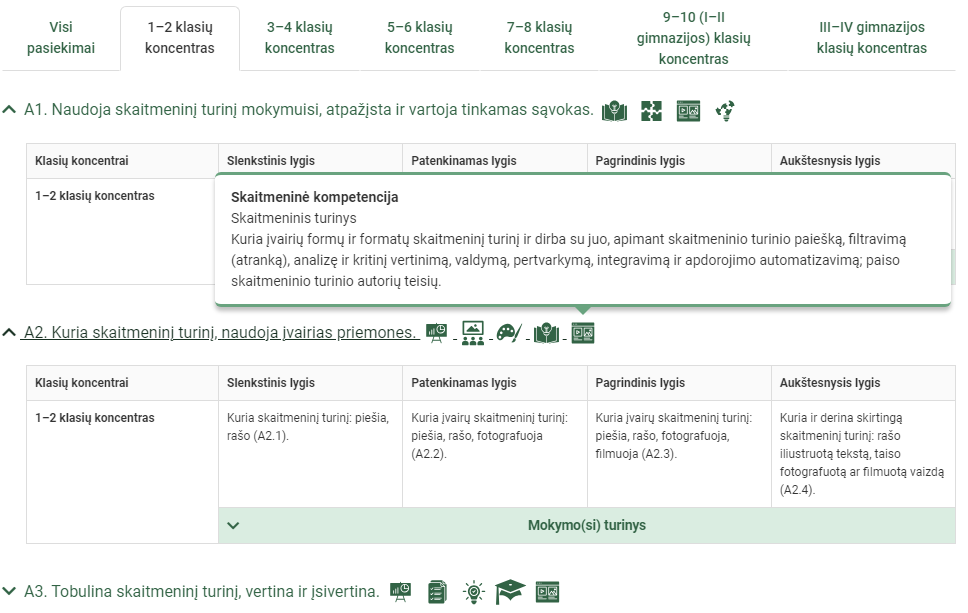 Visi
pasiekimai
1–2 klasių
koncentras
3–4 klasių
koncentras
5–6 klasių
koncentras
7–8 klasių
koncentras
9–10 (I–II
gimnazijos) klasių
koncentras
III–IV gimnazijos
klasių koncentras
A1. Naudoja skaitmeninį turinį mokymuisi, atpažįsta ir vartoja tinkamas sąvokas.
Klasių koncentrai
Slenkstinis lygis
Patenkinamas lygis
Pagrindinis lygis
Aukštesnysis lygis
1–2 klasių koncentras
Skaitmeninė kompetencija
Skaitmeninis turinys
Kuria įvairių formų ir formatų skaitmeninį turinį ir dirba su juo, apimant skaitmeninio turinio paiešką, filtravimą
(atranką), analizę ir kritinį vertinimą, valdymą, pertvarkymą, integravimą ir apdorojimo automatizavimą; paiso
skaitmeninio turinio autorių teisių.
A2. Kuria skaitmeninį turinį, naudoja įvairias priemones.
Klasių koncentrai
Slenkstinis lygis
Patenkinamas lygis
Pagrindinis lygis
Aukštesnysis lygis
1–2 klasių koncentras
Kuria skaitmeninį turinį: piešia,
rašo (A2.1).
Kuria įvairų skaitmeninį turinį:
piešia, rašo, fotografuoja
(A2.2).
Kuria įvairų skaitmeninį turinį:
piešia, rašo, fotografuoja,
filmuoja (A2.3).
Kuria ir derina skirtingą
skaitmeninį turinį: rašo
iliustruotą tekstą, taiso
fotografuotą ar filmuotą vaizdą
(A2.4).
Mokymo(si) turinys
A3. Tobulina skaitmeninį turinį, vertina ir įsivertina.